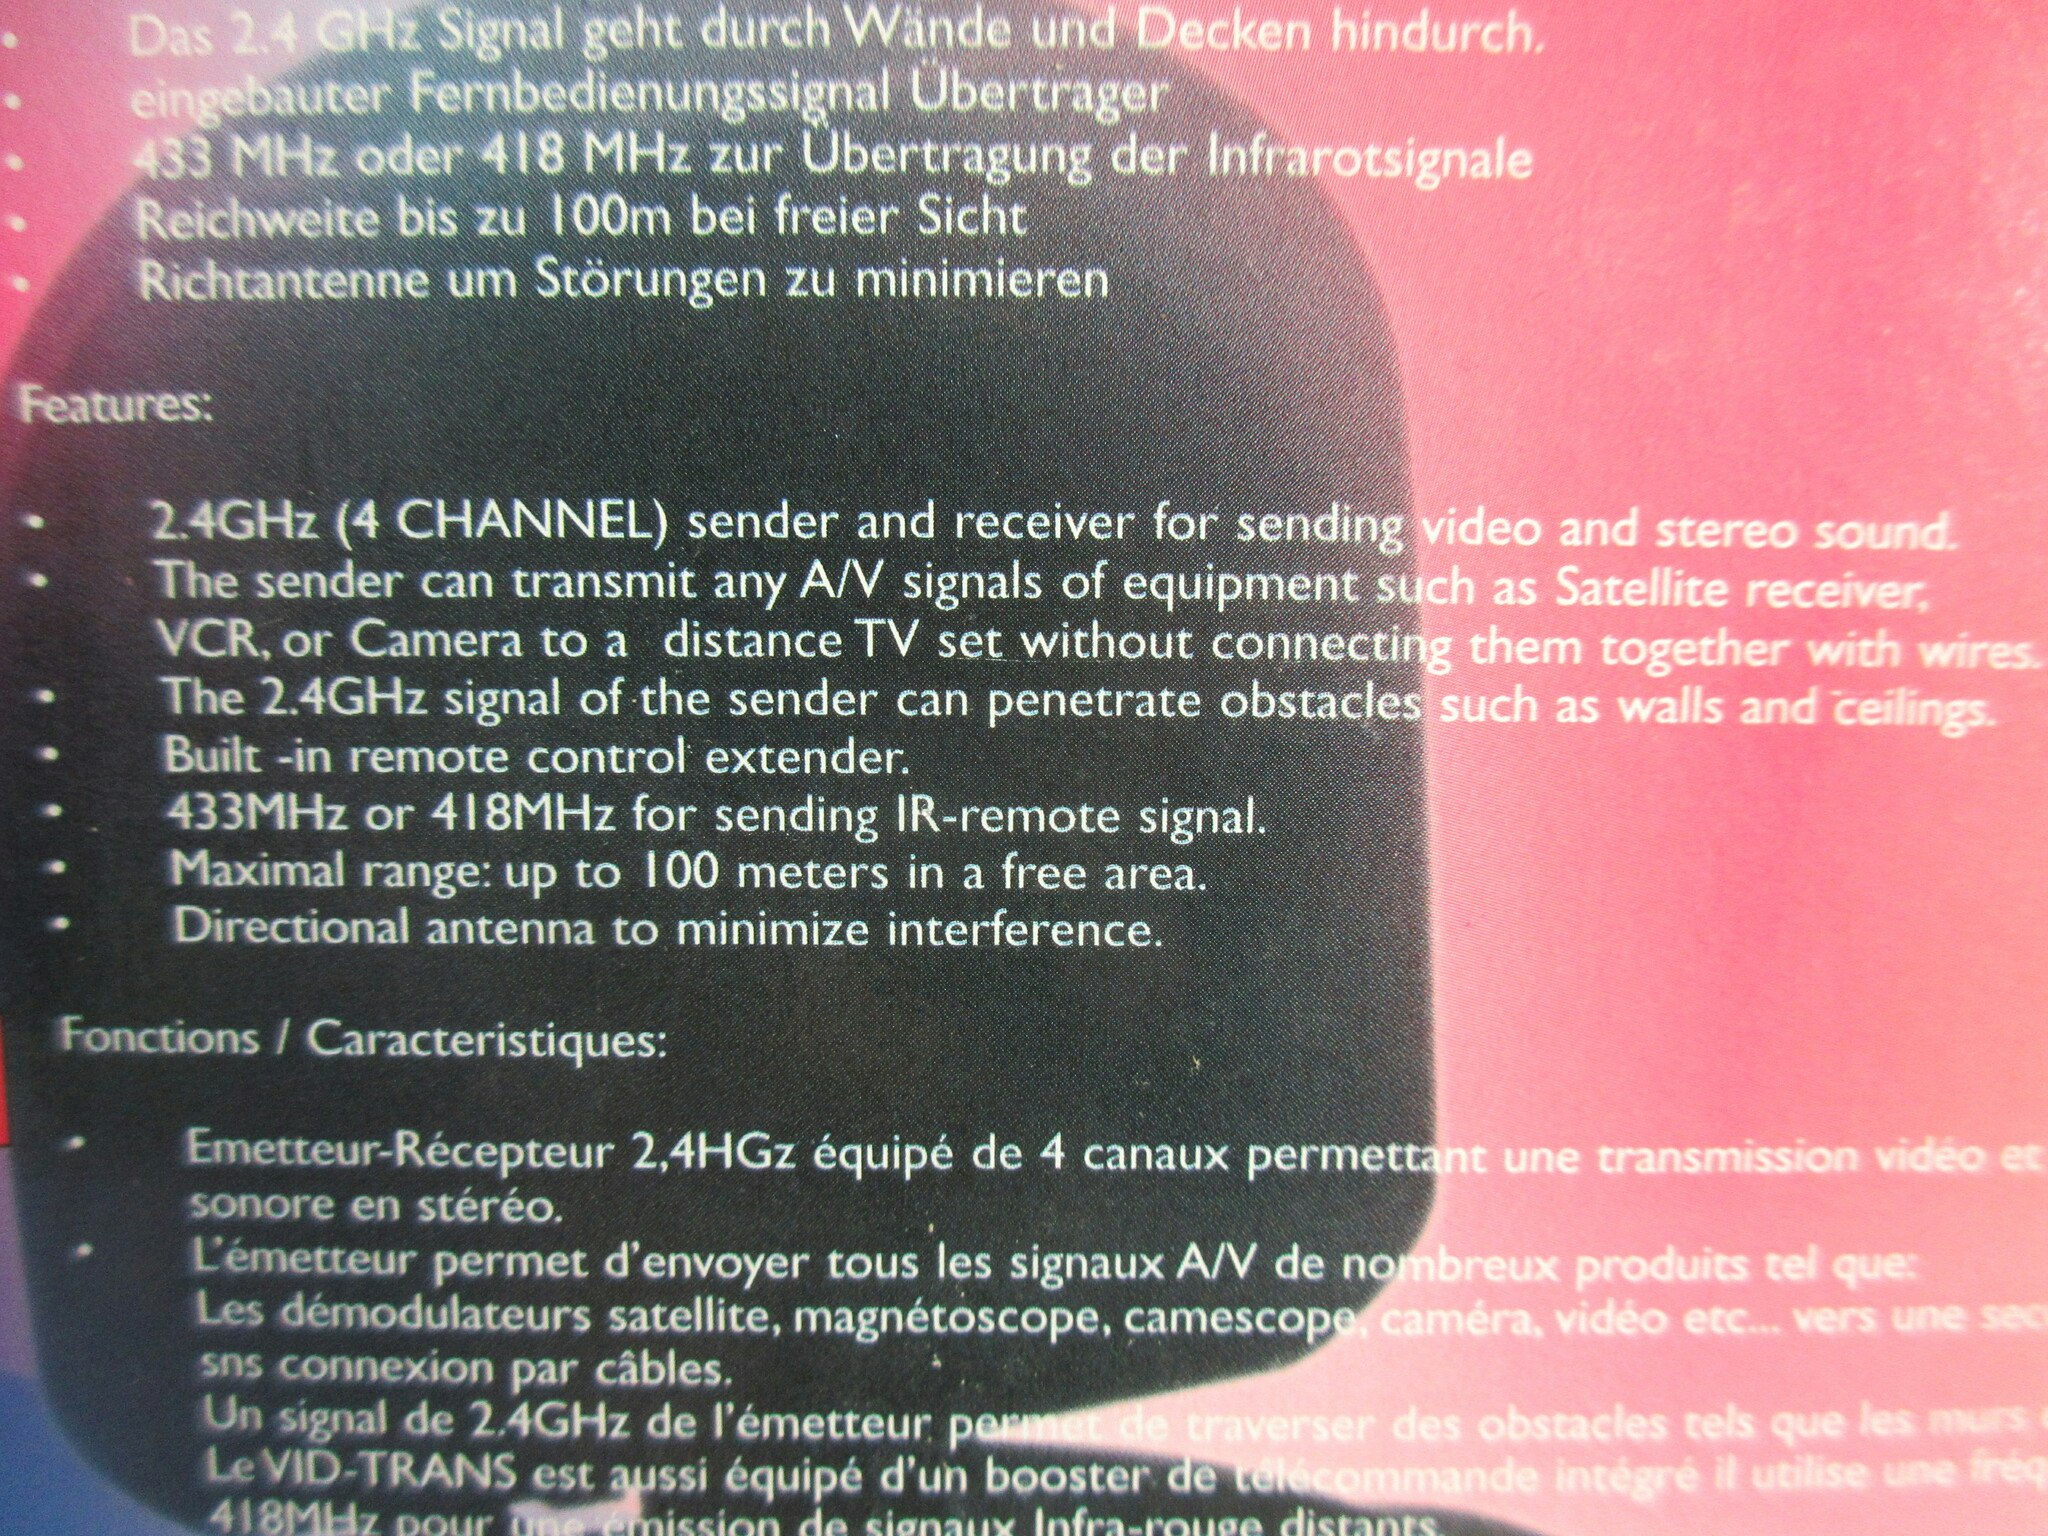 • Das 2.4 GHz Signal geht durch Wände und Decken hindurch.
• eingebauter Fernbedienungssignal Übertrager
• 433 MHz oder 418 MHz zur Übertragung der Infrarotsignale
• Reichweite bis zu 100m bei freier Sicht
• Richtantenne um Störungen zu minimieren
Features:
• 2.4GHz (4 CHANNEL) sender and receiver for sending video and stereo sound.
• The sender can transmit any A/V signals of equipment such as Satellite receiver,
VCR, or Camera to a distance TV set without connecting them together with wires.
• The 2.4GHz signal of the sender can penetrate obstacles such as walls and ceilings.
• Built -in remote control extender.
• 433MHz or 418MHz for sending IR-remote signal.
• Maximal range: up to 100 meters in a free area.
• Directional antenna to minimize interference.
Fonctions / Caracteristiques:
• Emetteur-Récepteur 2,4HGz équipé de 4 canaux permettant une transmission vidéo et
sonore en stéréo.
• L'émetteur permet d'envoyer tous les signaux A/V de nombreux produits tel que:
Les démodulateurs satellite, magnétoscope, camescope, caméra, vidéo etc... vers une
sns connexion par câbles.
Un signal de 2.4GHz de l'émetteur permet de traverser des obstacles tels que les murs
Le VID-TRANS est aussi équipé d'un booster de télécommande intégré il utilise une
418MHz pour une émission de signaux Infra-rouge distants.